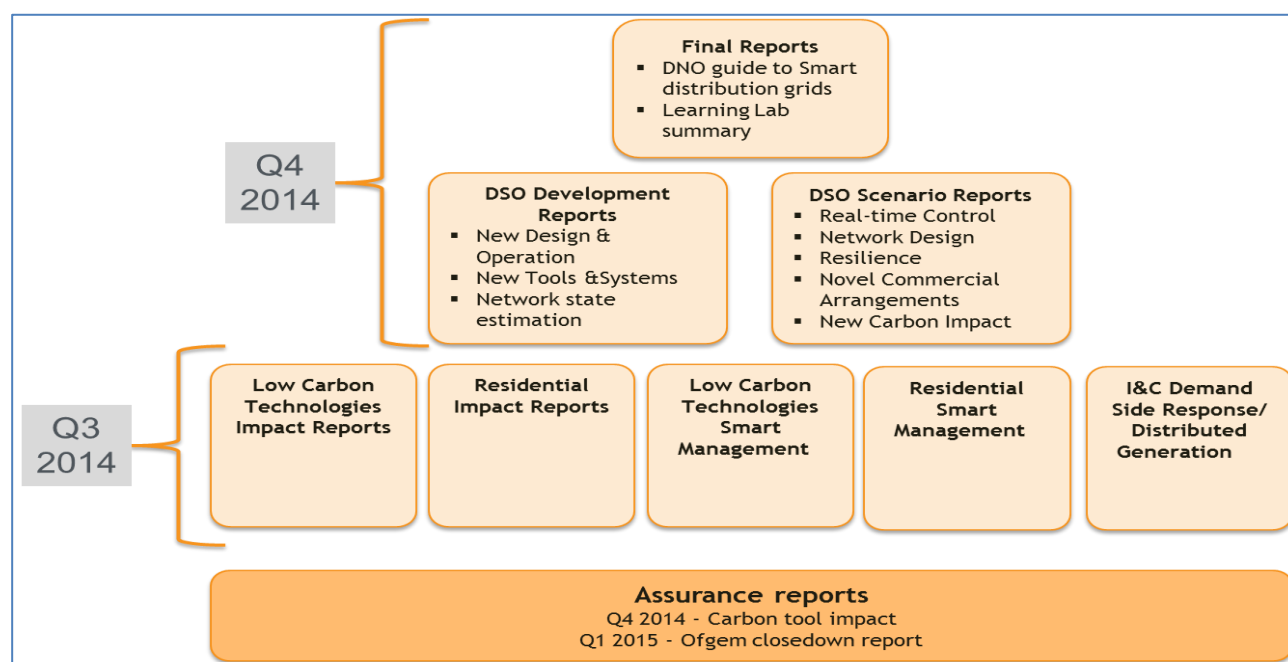 Final Reports
▪ DNO guide to Smart
distribution grids
▪ Learning Lab
summary
Q4
2014
DSO Development
Reports
▪ New Design &
Operation
▪ New Tools &Systems
▪ Network state
estimation
DSO Scenario Reports
▪ Real-time Control
▪ Network Design
▪ Resilience
▪ Novel Commercial
Arrangements
▪ New Carbon Impact
Q3
2014
Low Carbon
Technologies
Impact Reports
Residential
Impact Reports
Low Carbon
Technologies
Smart
Management
Residential
Smart
Management
I&C Demand
Side Response/
Distributed
Generation
Assurance reports
Q4 2014 - Carbon tool impact
Q1 2015 - Ofgem closedown report